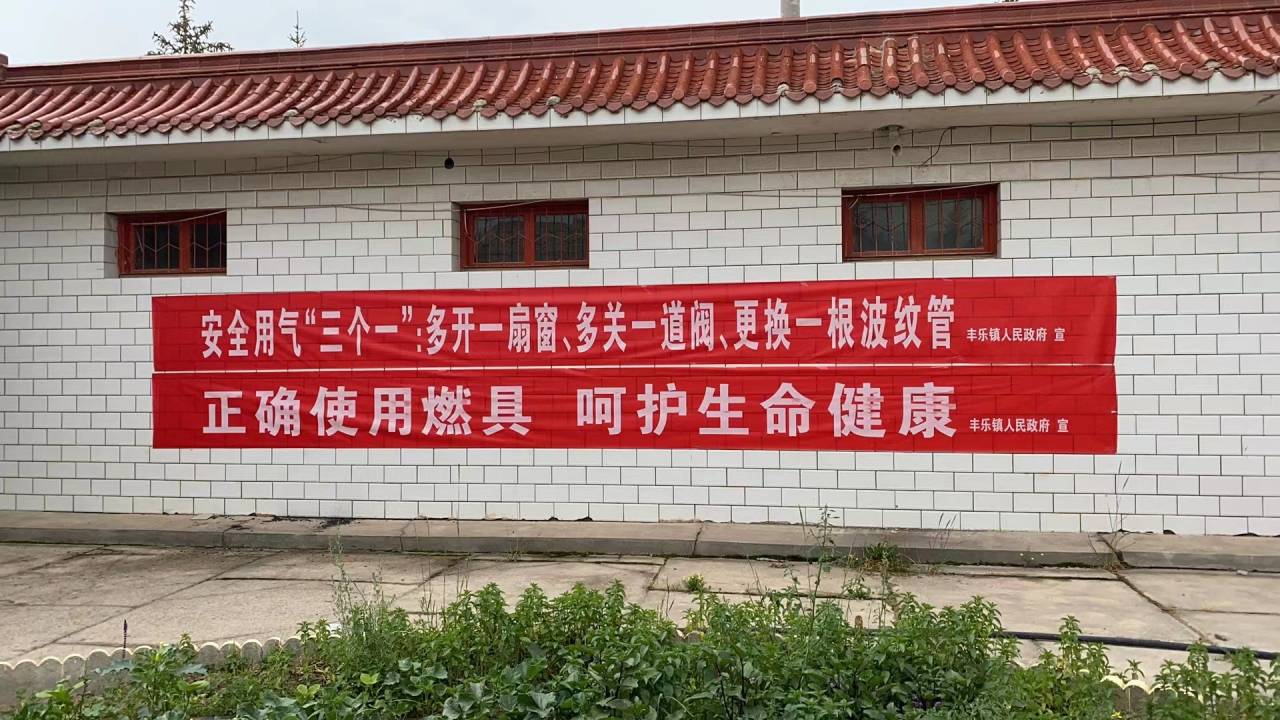 安全用气“三个一”:多开一扇窗、多关一道阀、更换一根波纹管 丰乐镇人民政府 宣
正确使用燃具 呵护生命健康 丰乐镇人民政府 宣